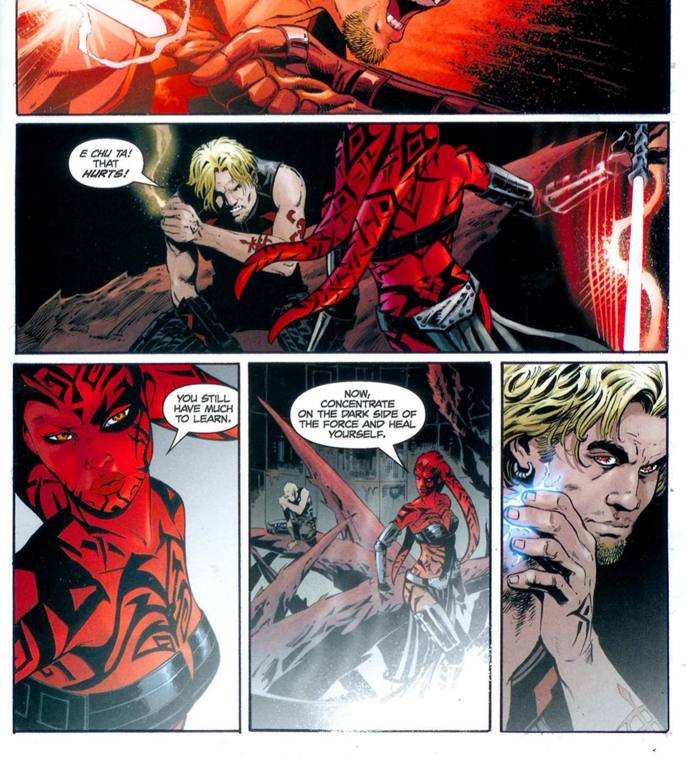 E CHU TA!
THAT
HURTS!
YOU STILL
HAVE MUCH
TO LEARN.
NOW,
CONCENTRATE
ON THE DARK SIDE OF
THE FORCE AND HEAL
YOURSELF.